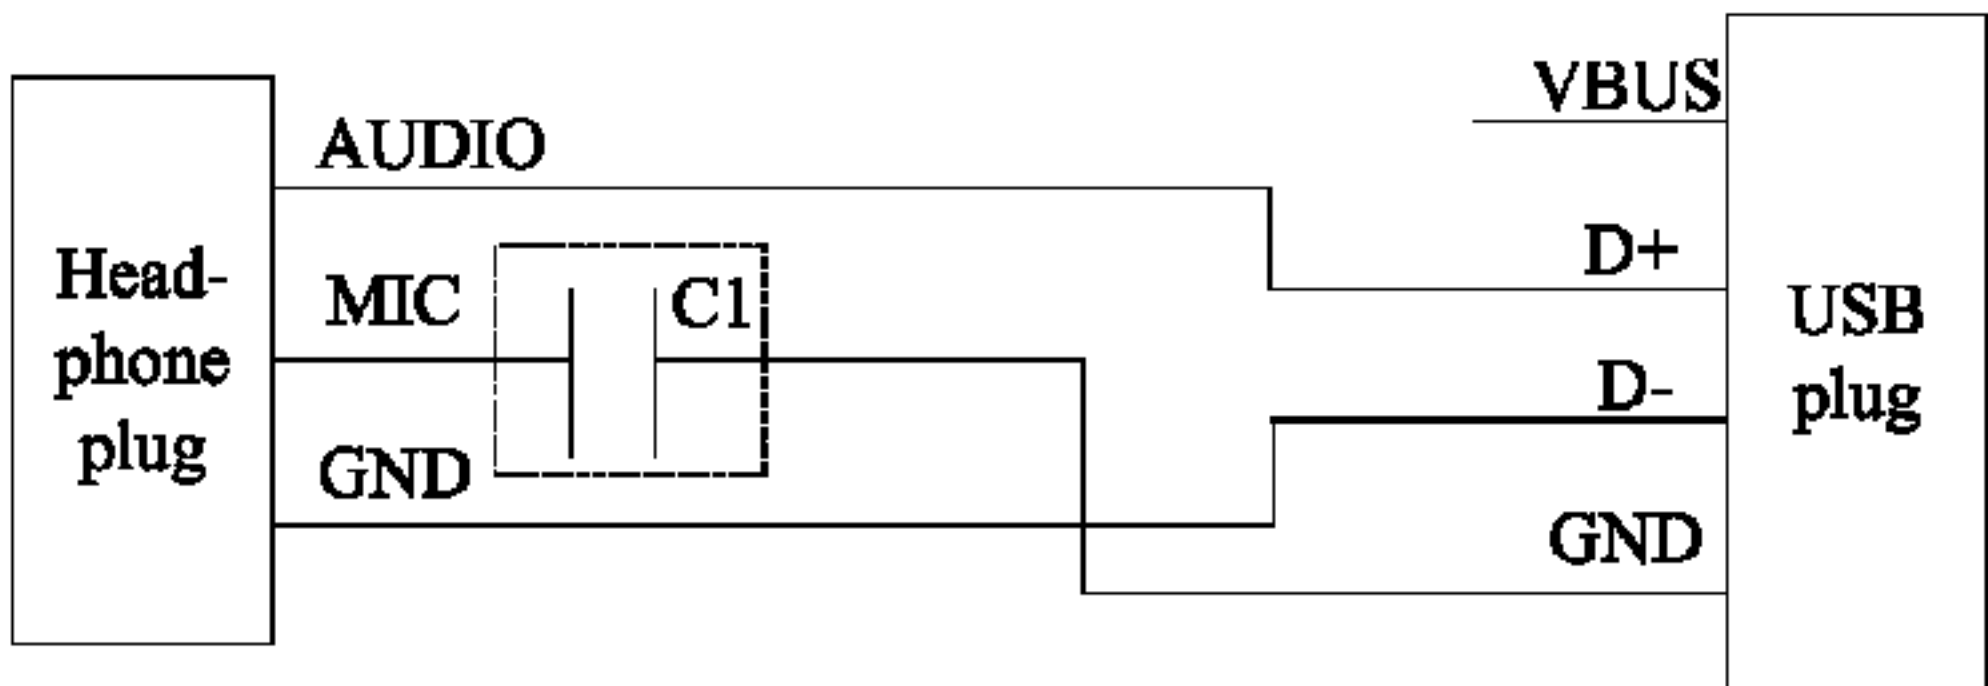 VBUS
AUDIO
D+
Head-
phone
plug
MIC
C1
USB
plug
D-
GND
GND